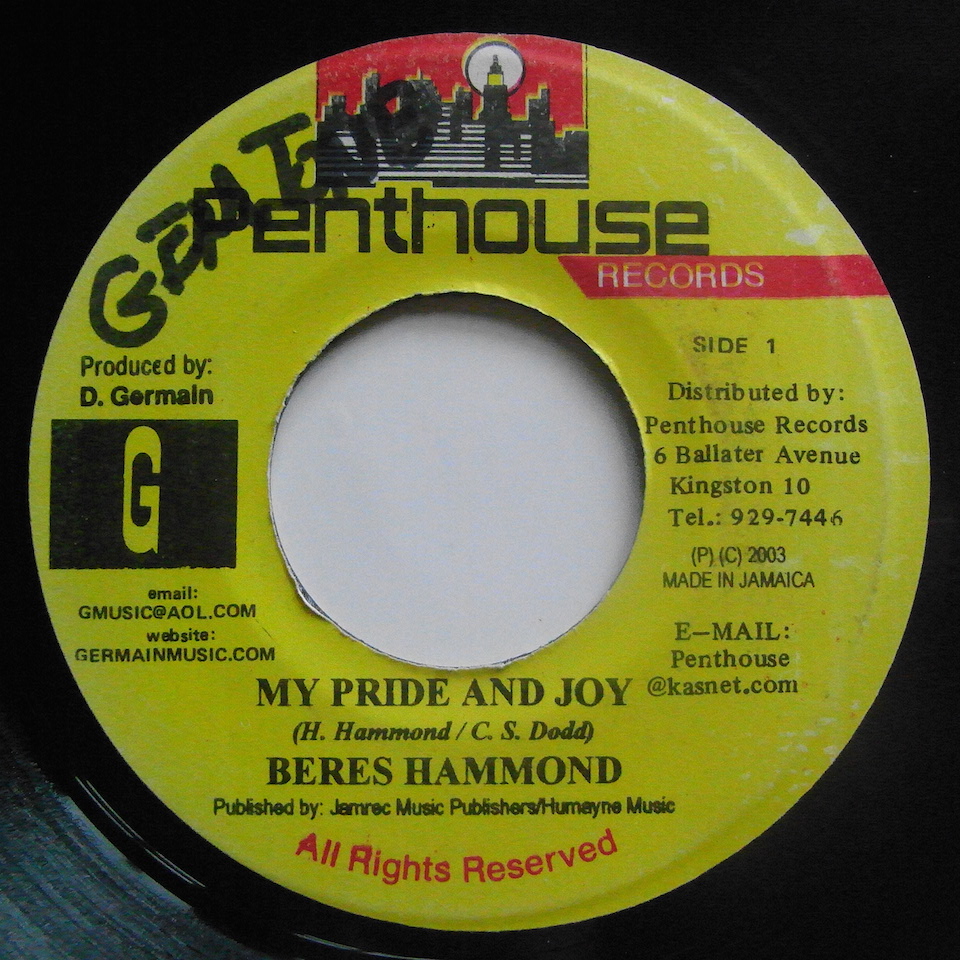 Penthouse
RECORDS
SIDE 1
Produced by:
D. Germain
G
email:
GMUSIC@AOL.COM
website:
GERMAINMUSIC.COM
Distributed by:
Penthouse Records
6 Ballater Avenue
Kingston 10
Tel.: 929-7446
(P) (C) 2003
MADE IN JAMAICA
E-MAIL:
Penthouse
@kasnet.com
MY PRIDE AND JOY
(H. Hammond / C. S. Dodd)
BERES HAMMOND
Published by: Jamrec Music Publishers/Humayne Music
All Rights Reserved